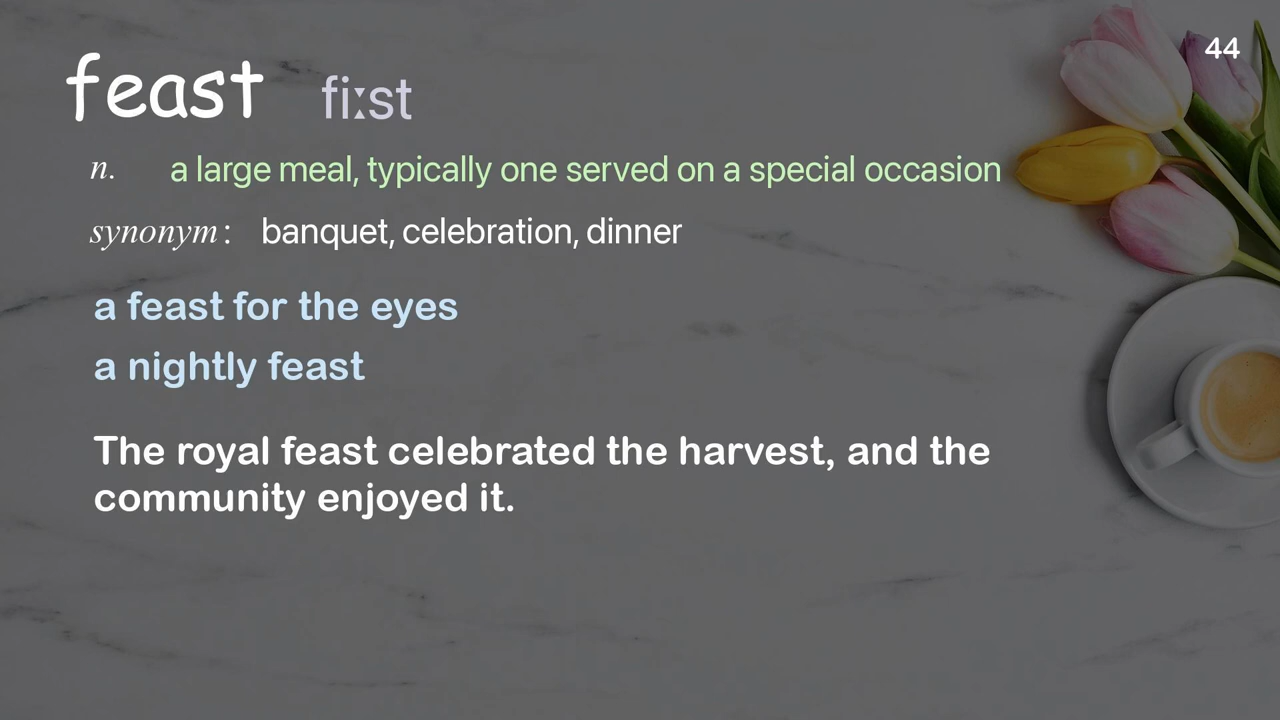 44
feast fiːst
n. a large meal, typically one served on a special occasion
synonym: banquet, celebration, dinner
a feast for the eyes
a nightly feast
The royal feast celebrated the harvest, and the
community enjoyed it.